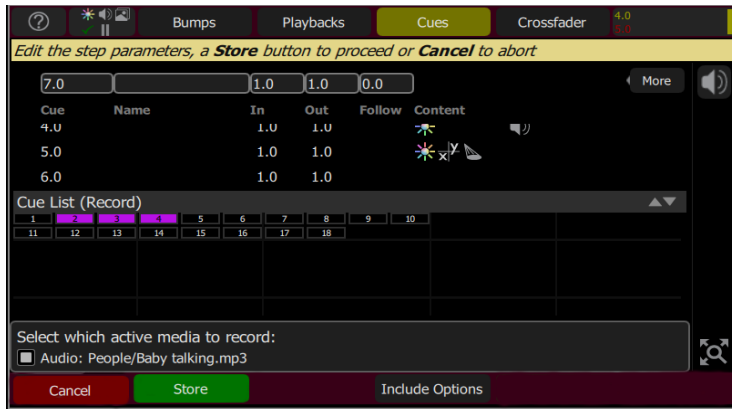 ? Bumps Playbacks Cues Crossfader 4.0
5.0
Edit the step parameters, a Store button to proceed or Cancel to abort
7.0 1.0 1.0 0.0 More
Cue Name In Out Follow Content
4.0 1.0 1.0
5.0 1.0 1.0 x y
6.0 1.0 1.0
Cue List (Record)
1 2 3 4 5 6 7 8 9 10
11 12 13 14 15 16 17 18
Select which active media to record:
Audio: People/Baby talking.mp3
Cancel Store Include Options